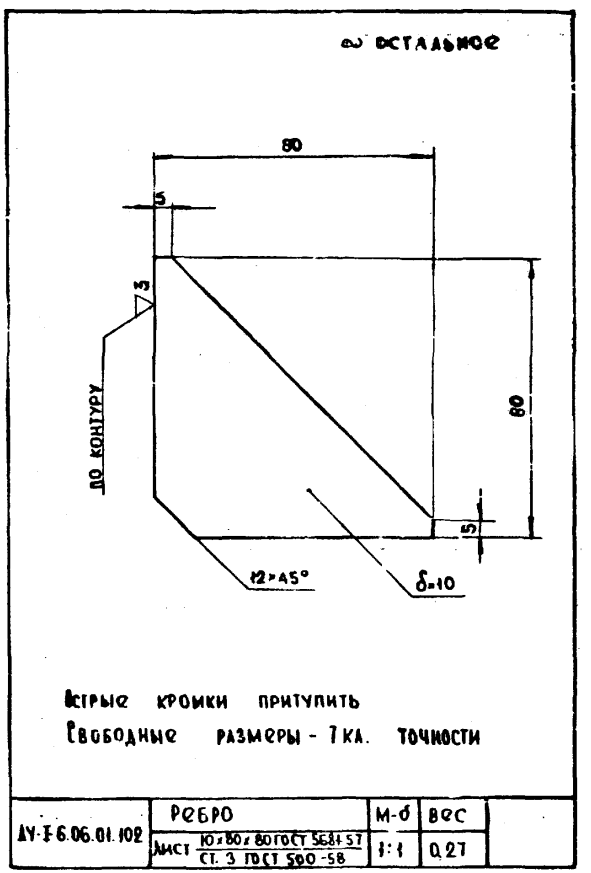 ∾ ОСТАЛЬНОЕ
80
5
3
ПО КОНТУРУ
80
5
12×45°
δ=10
ОСТРЫЕ КРОМКИ ПРИТУПИТЬ
СВОБОДНЫЕ РАЗМЕРЫ - 7 КЛ. ТОЧНОСТИ
РЕБРО М-б ВЕС
ДУ-I-6.06.01.102
ЛИСТ 10×80×80 ГОСТ 5681-57
СТ. 3 ГОСТ 500-58
1:1 0,27